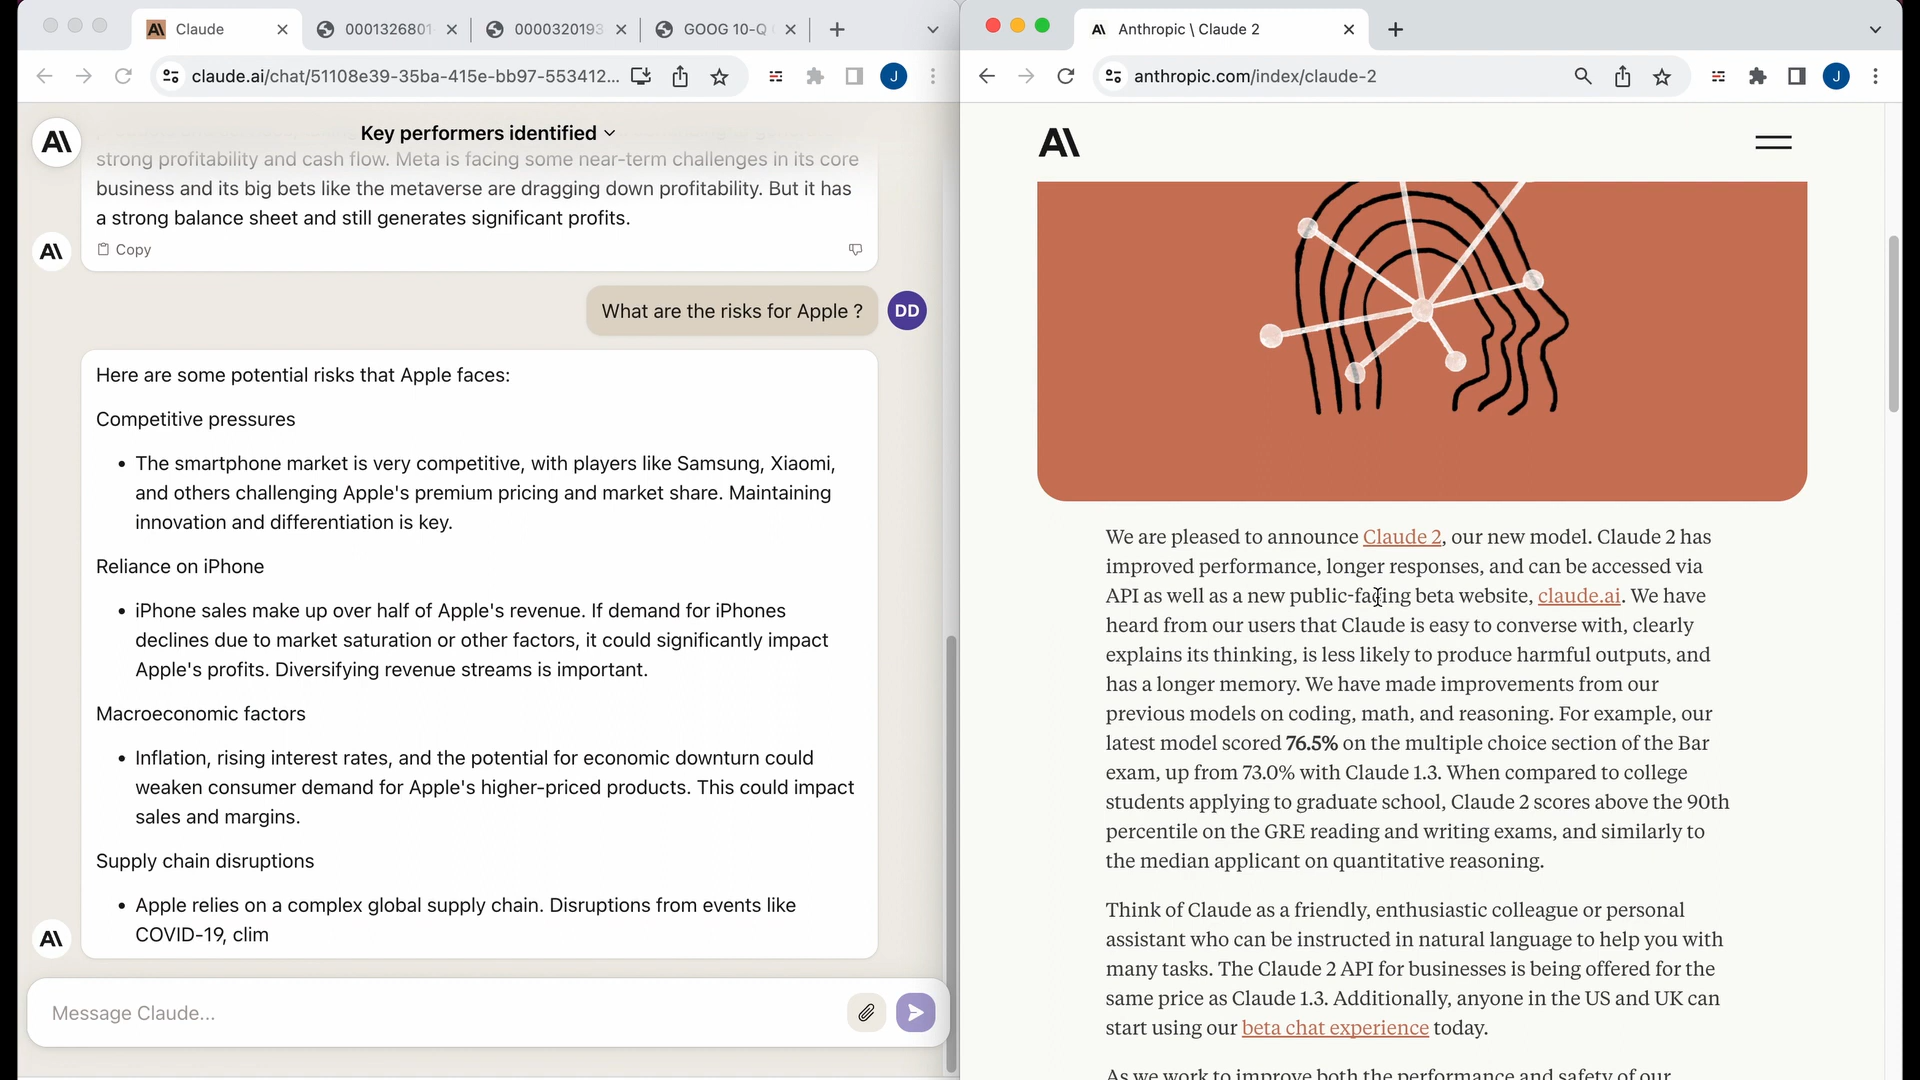 Claude
0001326801
0000320193
GOOG 10-Q
claude.ai/chat/51108e39-35ba-415e-bb97-553412...
J
Key performers identified
strong profitability and cash flow. Meta is facing some near-term challenges in its core
business and its big bets like the metaverse are dragging down profitability. But it has
a strong balance sheet and still generates significant profits.
Copy
What are the risks for Apple ?
DD
Here are some potential risks that Apple faces:
Competitive pressures
• The smartphone market is very competitive, with players like Samsung, Xiaomi,
and others challenging Apple's premium pricing and market share. Maintaining
innovation and differentiation is key.
Reliance on iPhone
• iPhone sales make up over half of Apple's revenue. If demand for iPhones
declines due to market saturation or other factors, it could significantly impact
Apple's profits. Diversifying revenue streams is important.
Macroeconomic factors
• Inflation, rising interest rates, and the potential for economic downturn could
weaken consumer demand for Apple's higher-priced products. This could impact
sales and margins.
Supply chain disruptions
• Apple relies on a complex global supply chain. Disruptions from events like
COVID-19, clim
Message Claude...
Anthropic \ Claude 2
anthropic.com/index/claude-2
J
We are pleased to announce Claude 2, our new model. Claude 2 has
improved performance, longer responses, and can be accessed via
API as well as a new public-facing beta website, claude.ai. We have
heard from our users that Claude is easy to converse with, clearly
explains its thinking, is less likely to produce harmful outputs, and
has a longer memory. We have made improvements from our
previous models on coding, math, and reasoning. For example, our
latest model scored 76.5% on the multiple choice section of the Bar
exam, up from 73.0% with Claude 1.3. When compared to college
students applying to graduate school, Claude 2 scores above the 90th
percentile on the GRE reading and writing exams, and similarly to
the median applicant on quantitative reasoning.
Think of Claude as a friendly, enthusiastic colleague or personal
assistant who can be instructed in natural language to help you with
many tasks. The Claude 2 API for businesses is being offered for the
same price as Claude 1.3. Additionally, anyone in the US and UK can
start using our beta chat experience today.
As we work to improve both the performance and safety of our